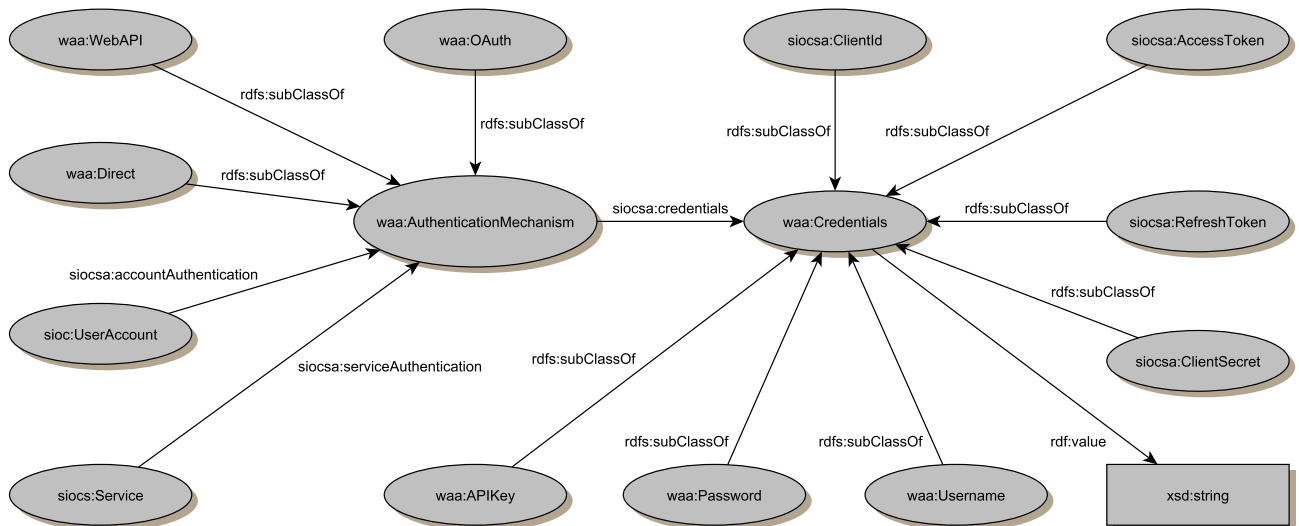 waa:WebAPI
waa:OAuth
siocsa:ClientId
siocsa:AccessToken
rdfs:subClassOf
rdfs:subClassOf
rdfs:subClassOf
rdfs:subClassOf
waa:Direct
rdfs:subClassOf
waa:AuthenticationMechanism
siocsa:credentials
waa:Credentials
rdfs:subClassOf
siocsa:RefreshToken
siocsa:accountAuthentication
rdfs:subClassOf
sioc:UserAccount
siocsa:serviceAuthentication
rdfs:subClassOf
siocsa:ClientSecret
rdfs:subClassOf
rdfs:subClassOf
rdf:value
siocs:Service
waa:APIKey
waa:Password
waa:Username
xsd:string